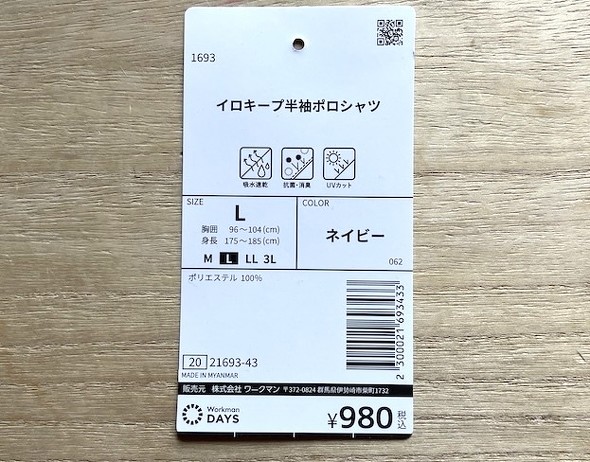 1693
イロキープ半袖ポロシャツ
吸水速乾 抗菌・消臭 UVカット
SIZE
L
胸囲 96～104(cm)
身長 175～185(cm)
M L LL 3L
COLOR
ネイビー
062
ポリエステル 100%
2 300021 693433
20 21693-43
MADE IN MYANMAR
販売元 株式会社 ワークマン 〒372-0824 群馬県伊勢崎市柴町1732
Workman
DAYS
¥980 税込